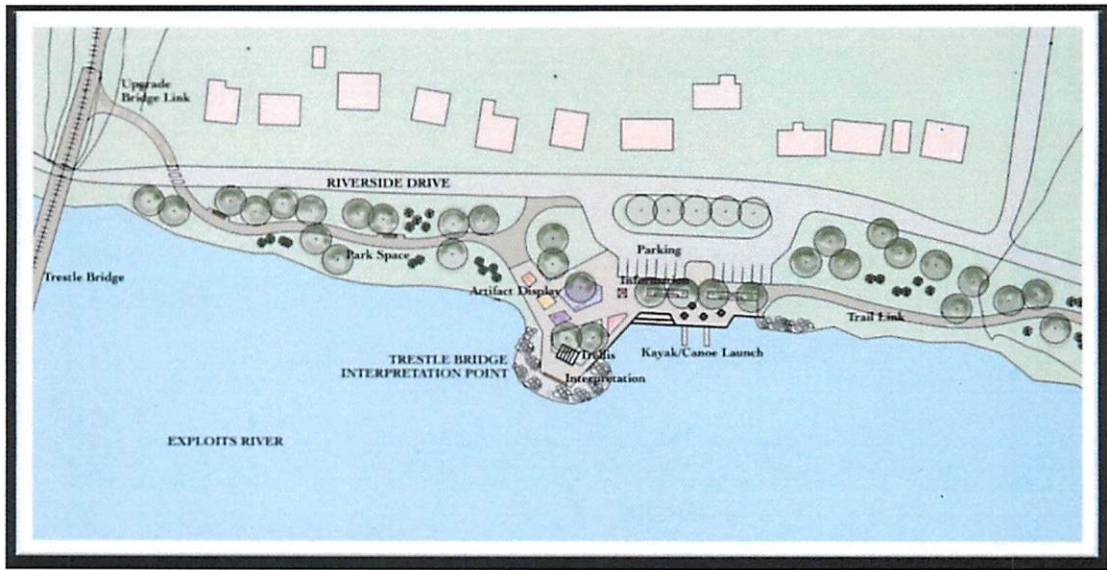 Upgrade
Bridge Link
RIVERSIDE DRIVE
Parking
Park Space
Trestle Bridge
Artifact Display
Information
Trail Link
TRESTLE BRIDGE
INTERPRETATION POINT
Trellis
Kayak/Canoe Launch
Interpretation
EXPLOITS RIVER